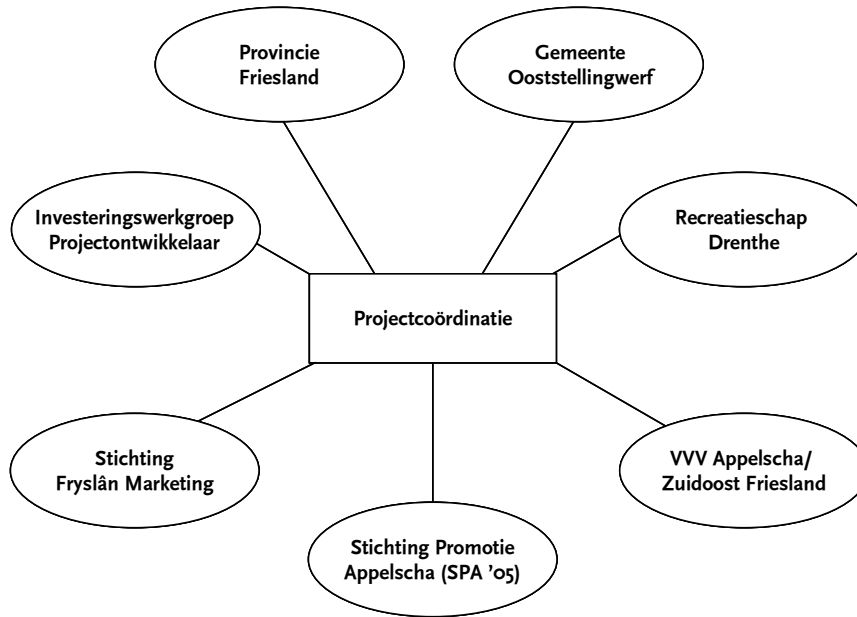 Provincie
Friesland
Gemeente
Ooststellingwerf
Investeringswerkgroep
Projectontwikkelaar
Recreatieschap
Drenthe
Projectcoördinatie
Stichting
Fryslân Marketing
VVV Appelscha/
Zuidoost Friesland
Stichting Promotie
Appelscha (SPA ’05)